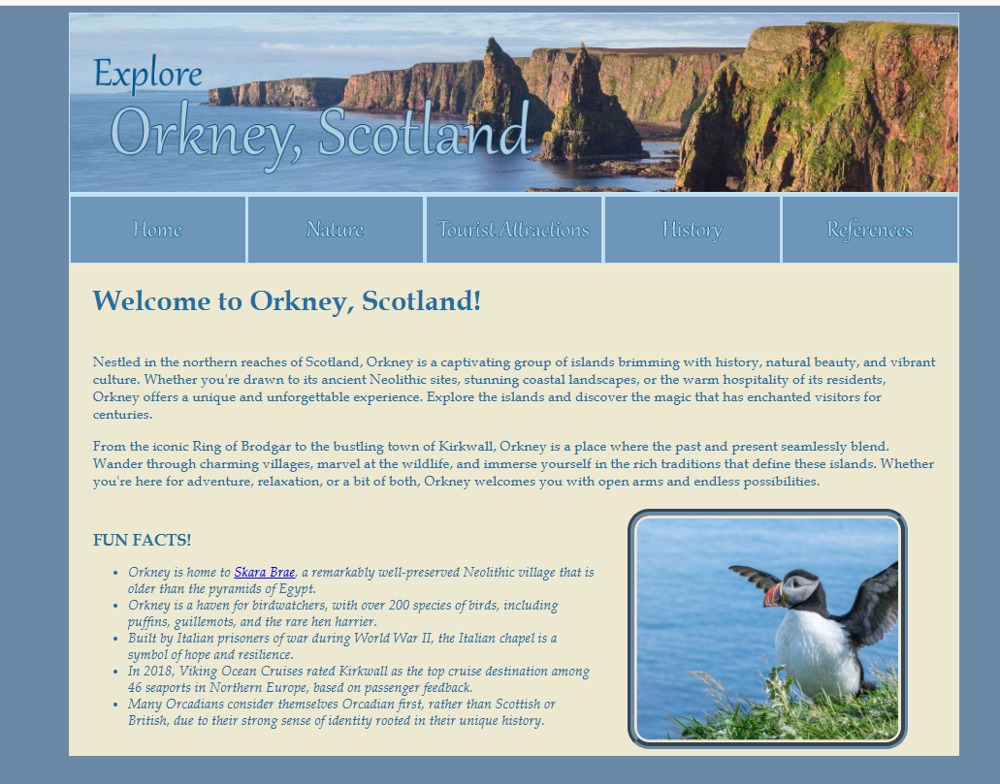 Explore
Orkney, Scotland
Home
Nature
Tourist Attractions
History
References
Welcome to Orkney, Scotland!
Nestled in the northern reaches of Scotland, Orkney is a captivating group of islands brimming with history, natural beauty, and vibrant
culture. Whether you're drawn to its ancient Neolithic sites, stunning coastal landscapes, or the warm hospitality of its residents,
Orkney offers a unique and unforgettable experience. Explore the islands and discover the magic that has enchanted visitors for
centuries.
From the iconic Ring of Brodgar to the bustling town of Kirkwall, Orkney is a place where the past and present seamlessly blend.
Wander through charming villages, marvel at the wildlife, and immerse yourself in the rich traditions that define these islands. Whether
you're here for adventure, relaxation, or a bit of both, Orkney welcomes you with open arms and endless possibilities.
FUN FACTS!
• Orkney is home to Skara Brae, a remarkably well-preserved Neolithic village that is
older than the pyramids of Egypt.
• Orkney is a haven for birdwatchers, with over 200 species of birds, including
puffins, guillemots, and the rare hen harrier.
• Built by Italian prisoners of war during World War II, the Italian chapel is a
symbol of hope and resilience.
• In 2018, Viking Ocean Cruises rated Kirkwall as the top cruise destination among
46 seaports in Northern Europe, based on passenger feedback.
• Many Orcadians consider themselves Orcadian first, rather than Scottish or
British, due to their strong sense of identity rooted in their unique history.